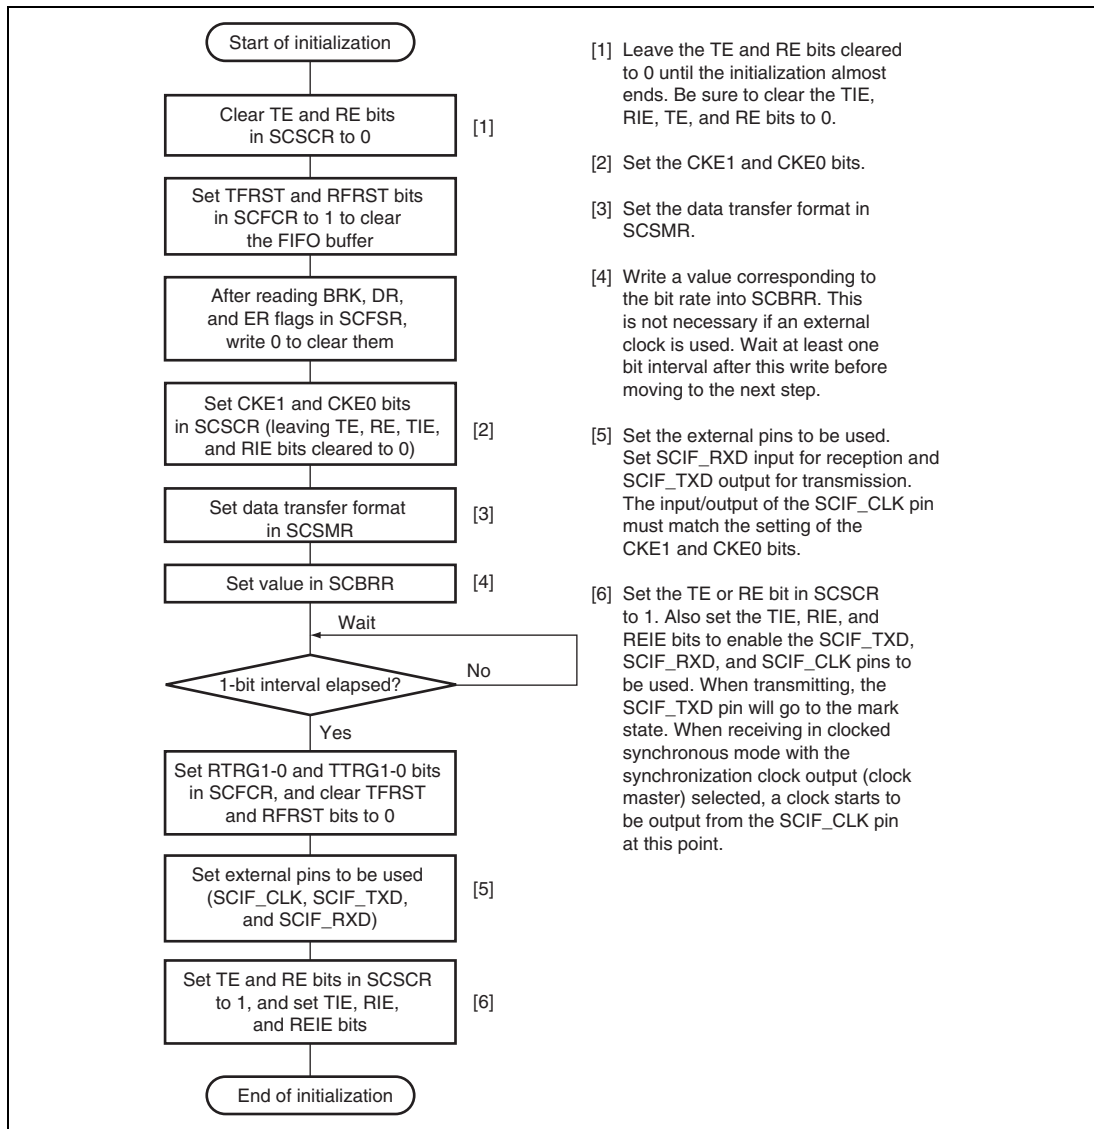 Start of initialization
Clear TE and RE bits
in SCSCR to 0
[1]
Set TFRST and RFRST bits
in SCFCR to 1 to clear
the FIFO buffer
After reading BRK, DR,
and ER flags in SCFSR,
write 0 to clear them
Set CKE1 and CKE0 bits
in SCSCR (leaving TE, RE, TIE,
and RIE bits cleared to 0)
[2]
Set data transfer format
in SCSMR
[3]
Set value in SCBRR
[4]
Wait
1-bit interval elapsed?
No
Yes
Set RTRG1-0 and TTRG1-0 bits
in SCFCR, and clear TFRST
and RFRST bits to 0
Set external pins to be used
(SCIF_CLK, SCIF_TXD,
and SCIF_RXD)
[5]
Set TE and RE bits in SCSCR
to 1, and set TIE, RIE,
and REIE bits
[6]
End of initialization
[1] Leave the TE and RE bits cleared
to 0 until the initialization almost
ends. Be sure to clear the TIE,
RIE, TE, and RE bits to 0.
[2] Set the CKE1 and CKE0 bits.
[3] Set the data transfer format in
SCSMR.
[4] Write a value corresponding to
the bit rate into SCBRR. This
is not necessary if an external
clock is used. Wait at least one
bit interval after this write before
moving to the next step.
[5] Set the external pins to be used.
Set SCIF_RXD input for reception and
SCIF_TXD output for transmission.
The input/output of the SCIF_CLK pin
must match the setting of the
CKE1 and CKE0 bits.
[6] Set the TE or RE bit in SCSCR
to 1. Also set the TIE, RIE, and
REIE bits to enable the SCIF_TXD,
SCIF_RXD, and SCIF_CLK pins to
be used. When transmitting, the
SCIF_TXD pin will go to the mark
state. When receiving in clocked
synchronous mode with the
synchronization clock output (clock
master) selected, a clock starts to
be output from the SCIF_CLK pin
at this point.